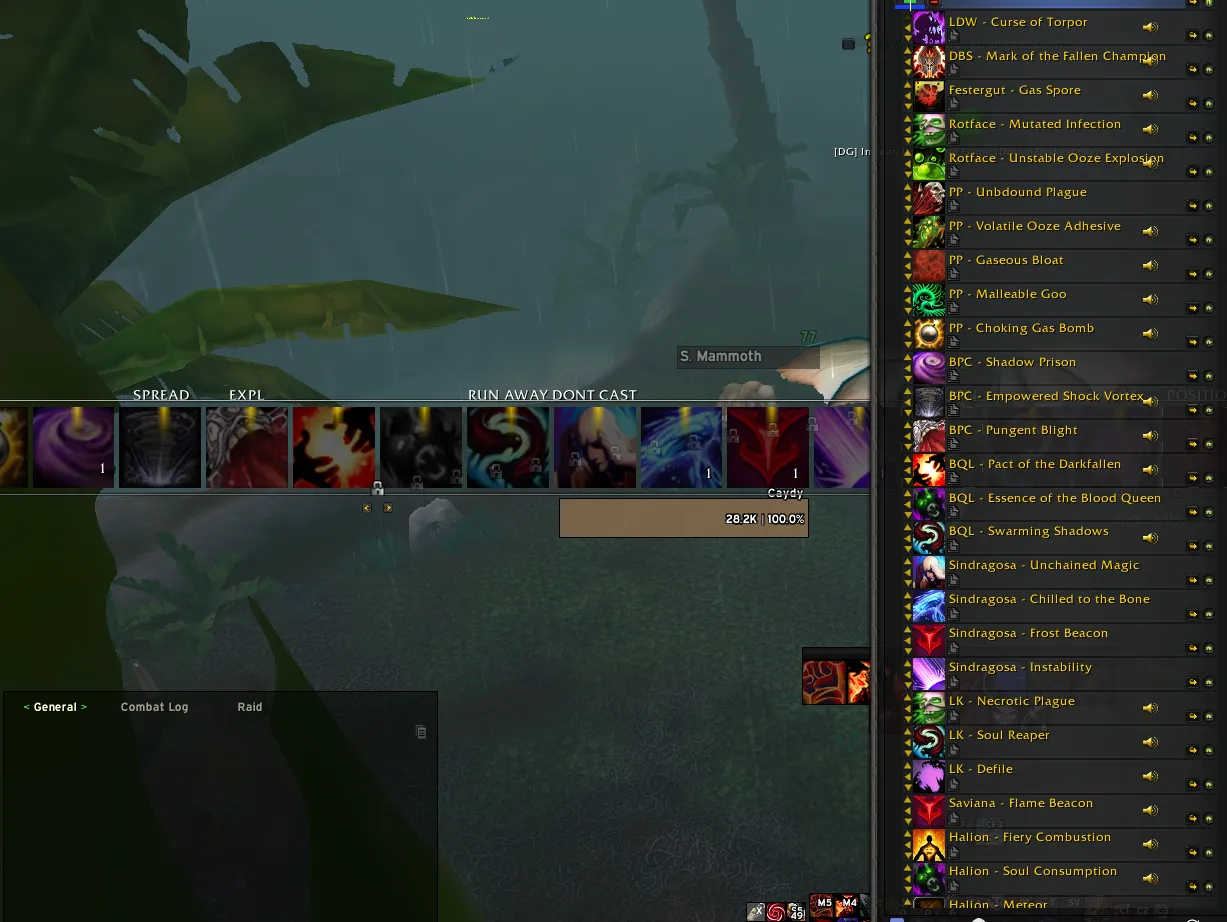 LDW - Curse of Torpor
DBS - Mark of the Fallen Champion
Festergut - Gas Spore
Rotface - Mutated Infection
[DG] In
Rotface - Unstable Ooze Explosion
PP - Unbdound Plague
PP - Volatile Ooze Adhesive
PP - Gaseous Bloat
PP - Malleable Goo
PP - Choking Gas Bomb
77
S. Mammoth
BPC - Shadow Prison
SPREAD EXPL RUN AWAY DONT CAST
BPC - Empowered Shock Vortex
BPC - Pungent Blight
1 1 1
BQL - Pact of the Darkfallen
Caydy
BQL - Essence of the Blood Queen
28.2K | 100.0%
BQL - Swarming Shadows
Sindragosa - Unchained Magic
Sindragosa - Chilled to the Bone
Sindragosa - Frost Beacon
Sindragosa - Instability
< General > Combat Log Raid
LK - Necrotic Plague
LK - Soul Reaper
LK - Defile
Saviana - Flame Beacon
Halion - Fiery Combustion
Halion - Soul Consumption
Halion - Meteor
M5 M4